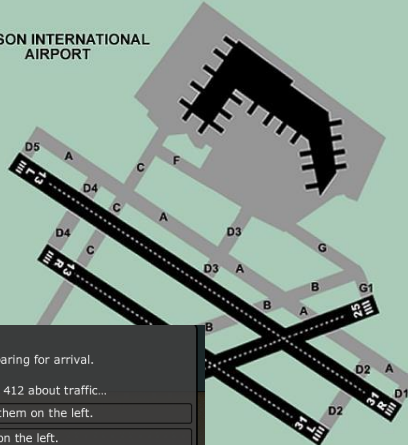 SON INTERNATIONAL
AIRPORT
D5
A
C
F
D4
13
L
C
A
D3
D4
C
13
R
D3
A
G
B
G1
B
A
25
B
D2
A
31
R
D1
D2
31
L
aring for arrival.
412 about traffic...
them on the left.
on the left.